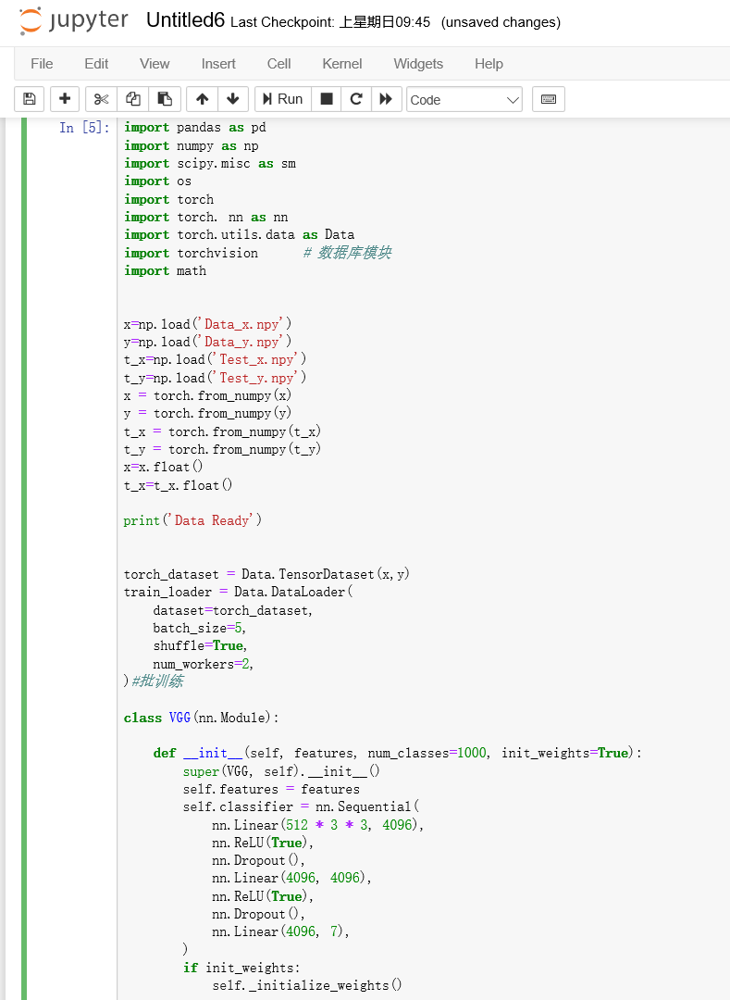 jupyter Untitled6 Last Checkpoint: 上星期日09:45 (unsaved changes)
File Edit View Insert Cell Kernel Widgets Help
Run Code
In [5]: import pandas as pd
import numpy as np
import scipy.misc as sm
import os
import torch
import torch. nn as nn
import torch.utils.data as Data
import torchvision # 数据库模块
import math
x=np.load('Data_x.npy')
y=np.load('Data_y.npy')
t_x=np.load('Test_x.npy')
t_y=np.load('Test_y.npy')
x = torch.from_numpy(x)
y = torch.from_numpy(y)
t_x = torch.from_numpy(t_x)
t_y = torch.from_numpy(t_y)
x=x.float()
t_x=t_x.float()
print('Data Ready')
torch_dataset = Data.TensorDataset(x,y)
train_loader = Data.DataLoader(
dataset=torch_dataset,
batch_size=5,
shuffle=True,
num_workers=2,
)#批训练
class VGG(nn.Module):
def __init__(self, features, num_classes=1000, init_weights=True):
super(VGG, self).__init__()
self.features = features
self.classifier = nn.Sequential(
nn.Linear(512 * 3 * 3, 4096),
nn.ReLU(True),
nn.Dropout(),
nn.Linear(4096, 4096),
nn.ReLU(True),
nn.Dropout(),
nn.Linear(4096, 7),
)
if init_weights:
self._initialize_weights()